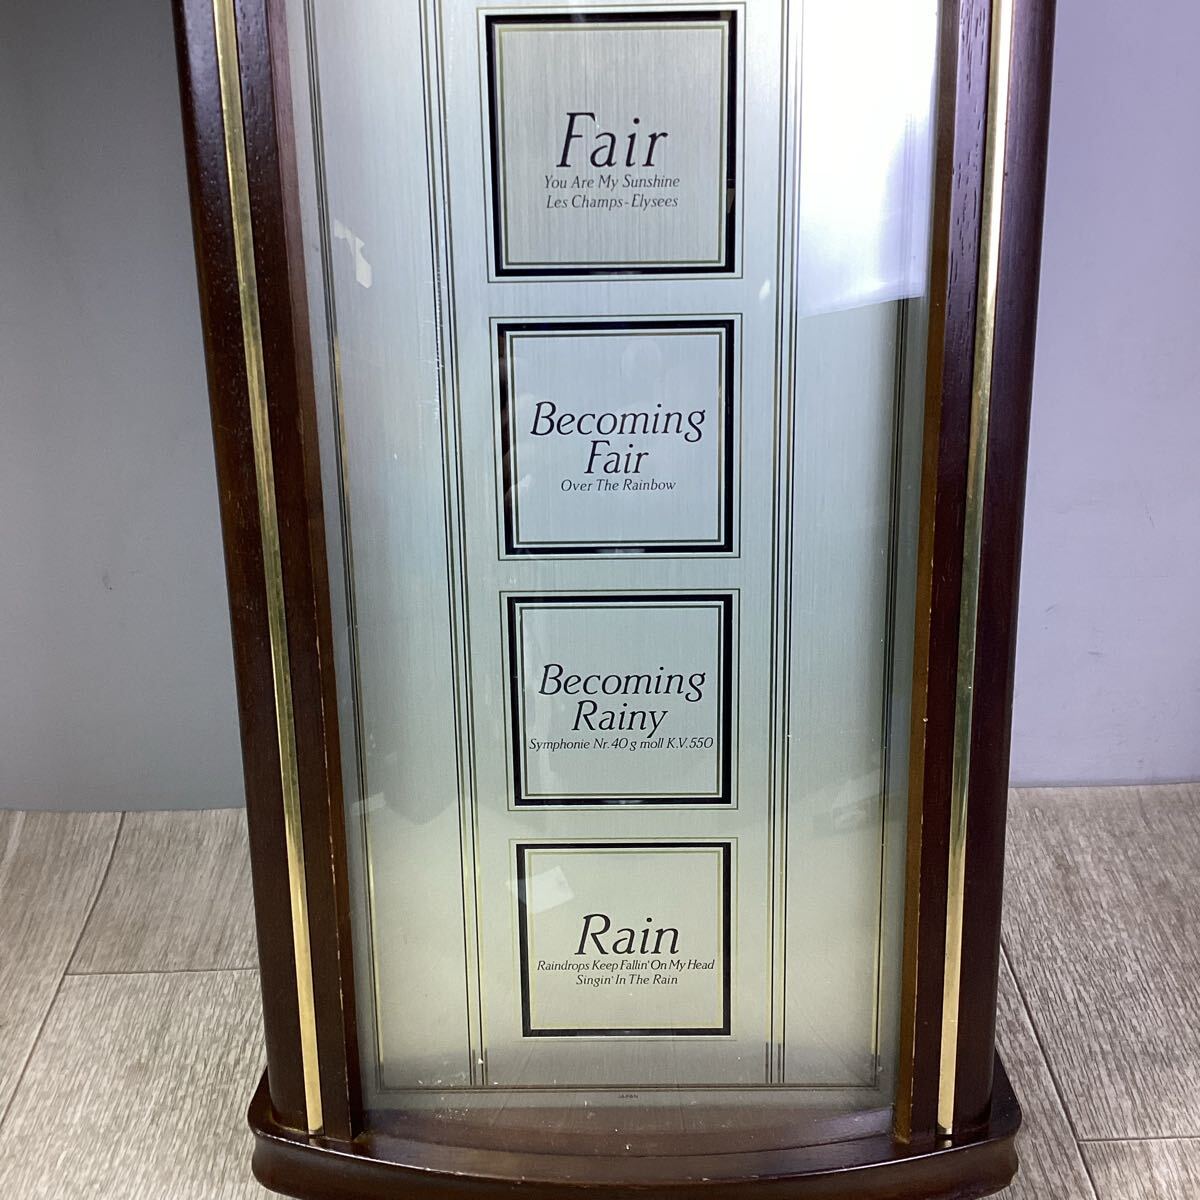 Fair
You Are My Sunshine
Les Champs-Elysees
Becoming
Fair
Over The Rainbow
Becoming
Rainy
Symphonie Nr. 40 g moll K.V. 550
Rain
Raindrops Keep Fallin' On My Head
Singin' In The Rain
JAPAN